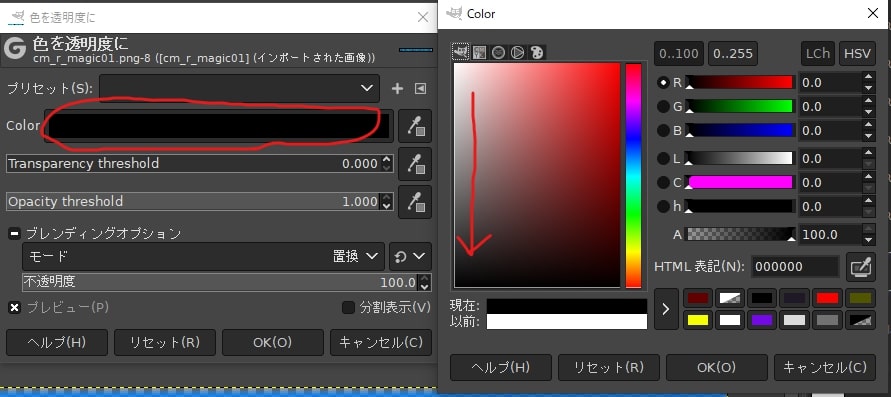 色を透明度に
色を透明度に
cm_r_magic01.png-8 ([cm_r_magic01] (インポートされた画像))
プリセット(S):
Color
Transparency threshold 0.000
Opacity threshold 1.000
ブレンディングオプション
モード 置換
不透明度 100.0
プレビュー(P) 分割表示(V)
ヘルプ(H) リセット(R) OK(O) キャンセル(C)
Color
0..100 0..255 LCh HSV
R 0.0
G 0.0
B 0.0
L 0.0
C 0.0
h 0.0
A 100.0
HTML 表記(N): 000000
現在:
以前:
ヘルプ(H) リセット(R) OK(O) キャンセル(C)